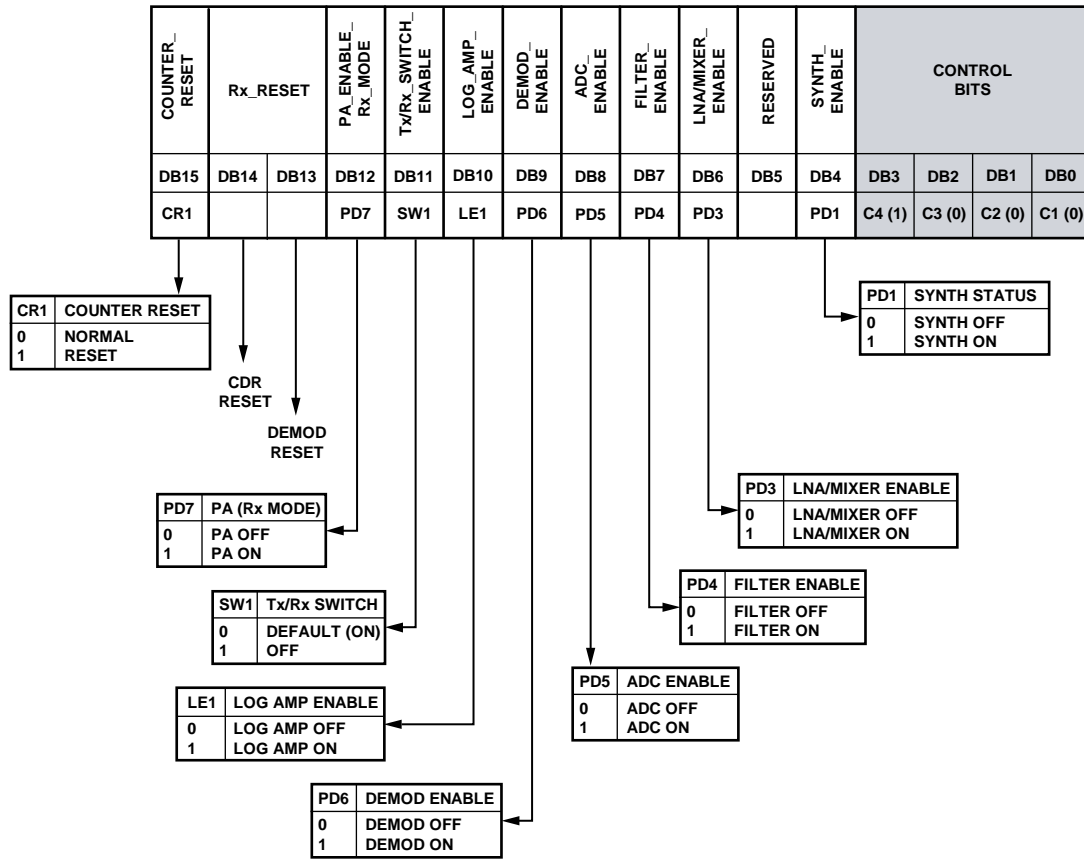 COUNTER_
RESET
Rx_RESET
PA_ENABLE_
Rx_MODE
Tx/Rx_SWITCH_
ENABLE
LOG_AMP_
ENABLE
DEMOD_
ENABLE
ADC_
ENABLE
FILTER_
ENABLE
LNA/MIXER_
ENABLE
RESERVED
SYNTH_
ENABLE
CONTROL
BITS
DB15 DB14 DB13 DB12 DB11 DB10 DB9 DB8 DB7 DB6 DB5 DB4 DB3 DB2 DB1 DB0
CR1 PD7 SW1 LE1 PD6 PD5 PD4 PD3 PD1 C4 (1) C3 (0) C2 (0) C1 (0)
CR1 COUNTER RESET
0 NORMAL
1 RESET
PD1 SYNTH STATUS
0 SYNTH OFF
1 SYNTH ON
CDR
RESET
DEMOD
RESET
PD7 PA (Rx MODE)
0 PA OFF
1 PA ON
PD3 LNA/MIXER ENABLE
0 LNA/MIXER OFF
1 LNA/MIXER ON
SW1 Tx/Rx SWITCH
0 DEFAULT (ON)
1 OFF
PD4 FILTER ENABLE
0 FILTER OFF
1 FILTER ON
LE1 LOG AMP ENABLE
0 LOG AMP OFF
1 LOG AMP ON
PD5 ADC ENABLE
0 ADC OFF
1 ADC ON
PD6 DEMOD ENABLE
0 DEMOD OFF
1 DEMOD ON